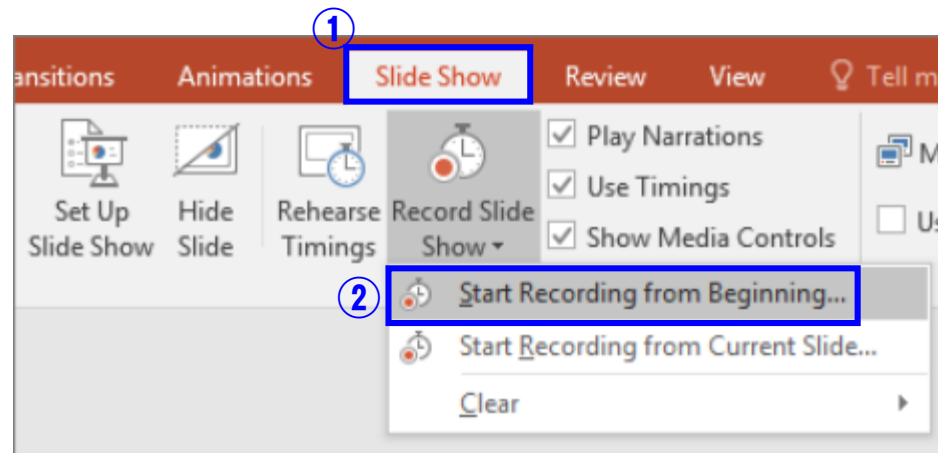 ①
ansitions Animations Slide Show Review View Tell m
Set Up
Slide Show
Hide
Slide
Rehearse
Timings
Record Slide
Show
Play Narrations
Use Timings
Show Media Controls
M
Us
②
Start Recording from Beginning...
Start Recording from Current Slide...
Clear